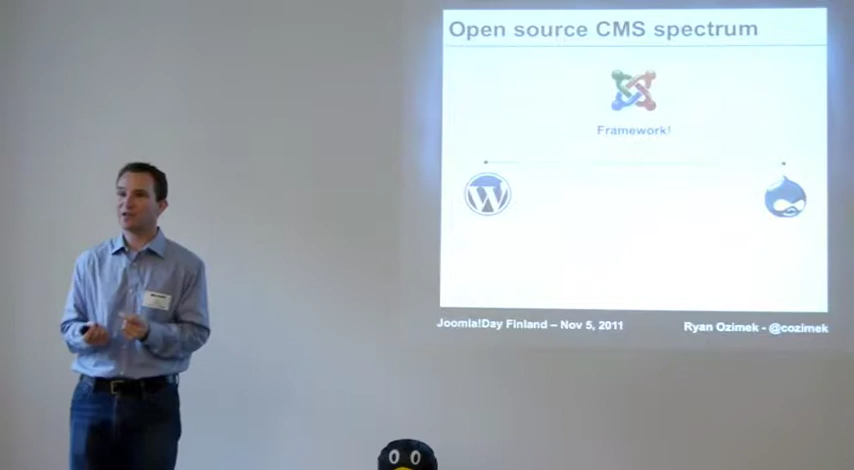 Open source CMS spectrum
Framework!
W
Joomla!Day Finland – Nov 5, 2011
Ryan Ozimek - @cozimek